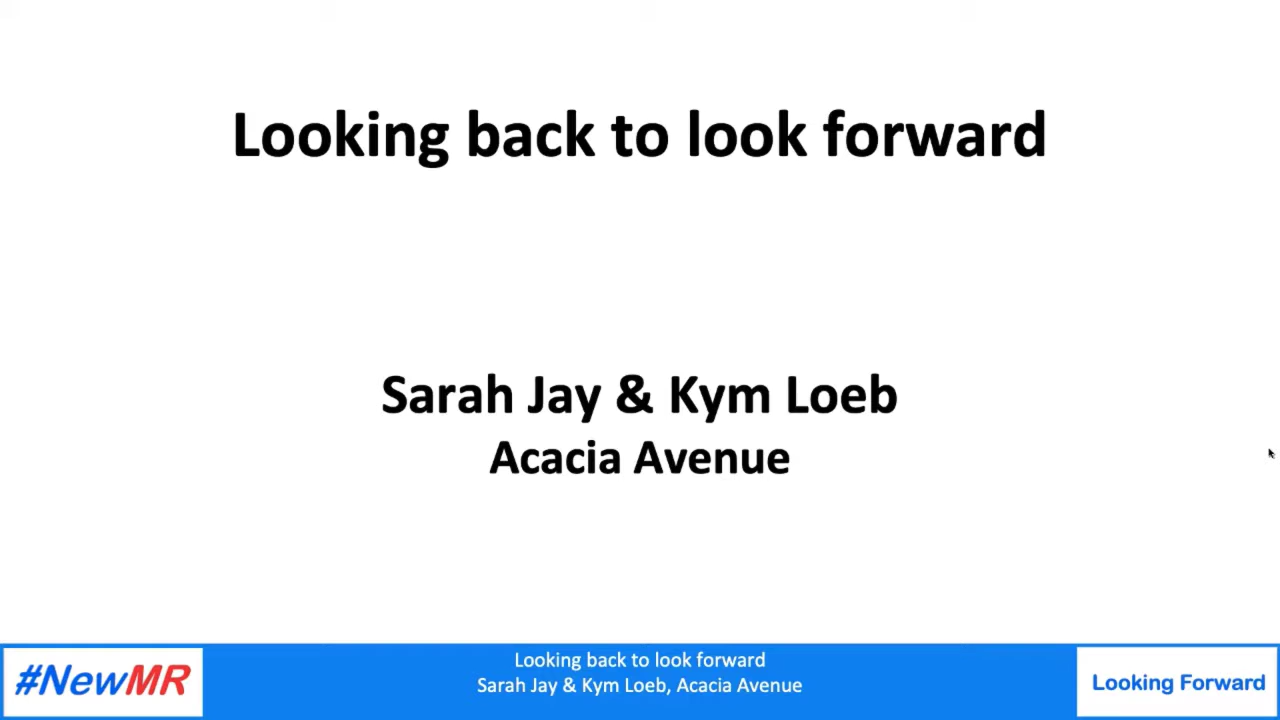 Looking back to look forward
Sarah Jay & Kym Loeb
Acacia Avenue
#NewMR
Looking back to look forward
Sarah Jay & Kym Loeb, Acacia Avenue
Looking Forward